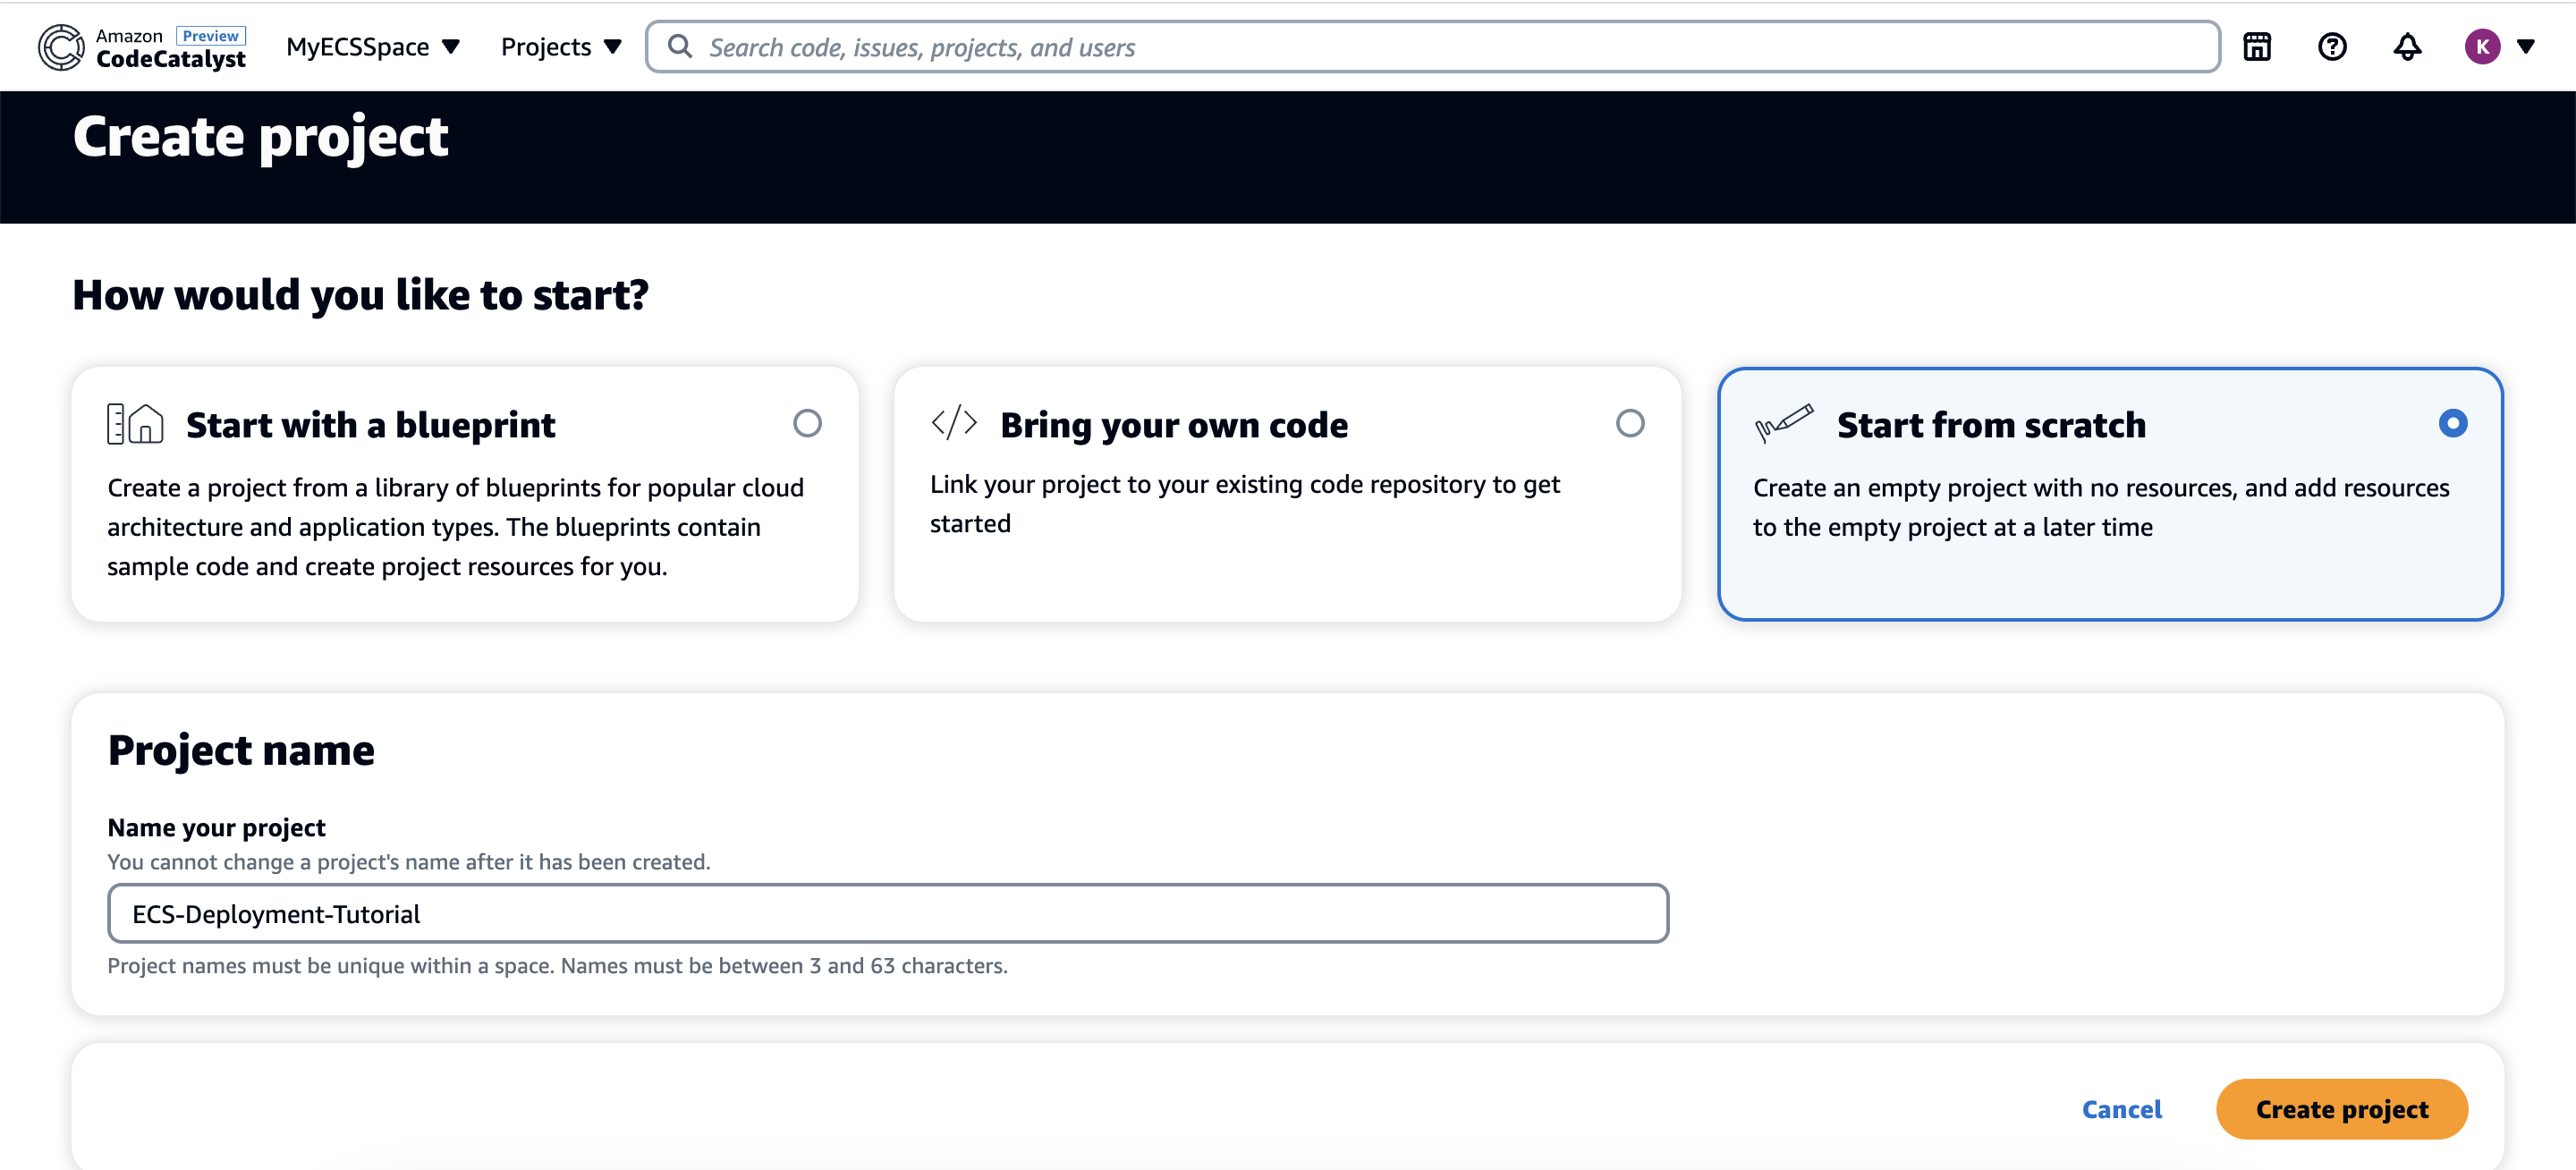 Amazon Preview
CodeCatalyst
MyECSSpace
Projects
Search code, issues, projects, and users
K
Create project
How would you like to start?
Start with a blueprint
Create a project from a library of blueprints for popular cloud
architecture and application types. The blueprints contain
sample code and create project resources for you.
Bring your own code
Link your project to your existing code repository to get
started
Start from scratch
Create an empty project with no resources, and add resources
to the empty project at a later time
Project name
Name your project
You cannot change a project's name after it has been created.
ECS-Deployment-Tutorial
Project names must be unique within a space. Names must be between 3 and 63 characters.
Cancel
Create project